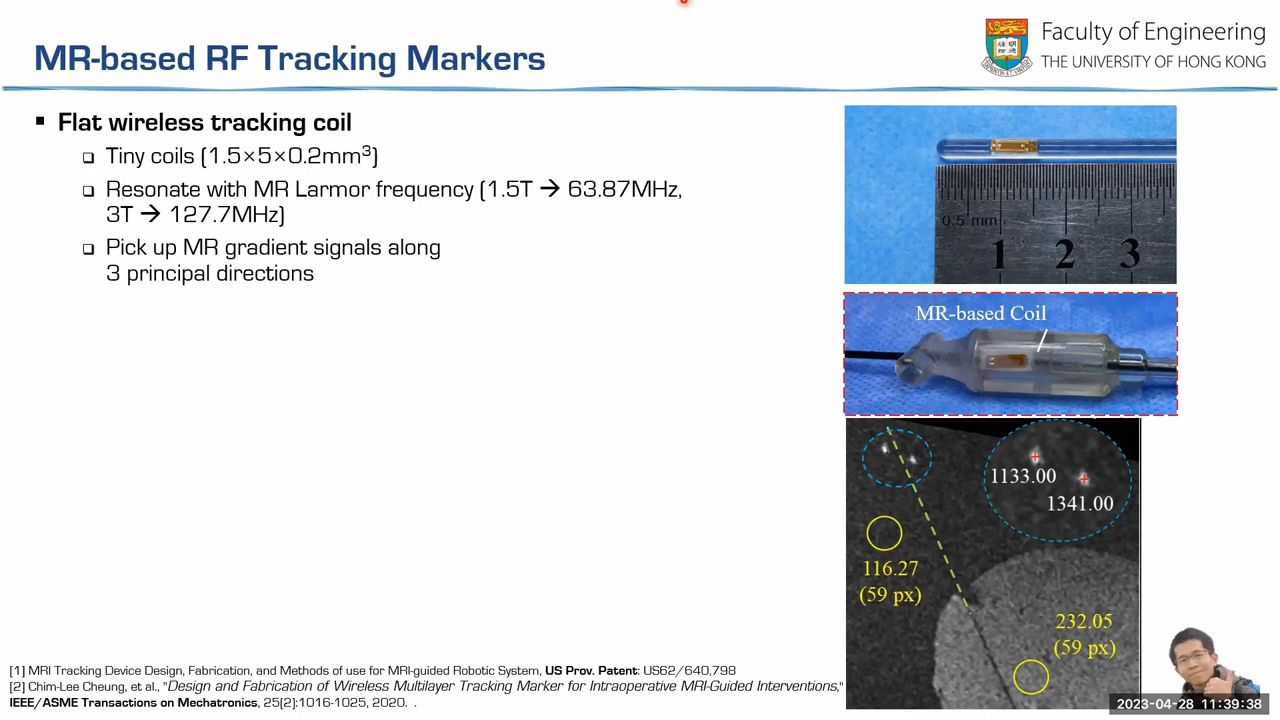 MR-based RF Tracking Markers
Faculty of Engineering
THE UNIVERSITY OF HONG KONG
▪ Flat wireless tracking coil
❑ Tiny coils (1.5×5×0.2mm³)
❑ Resonate with MR Larmor frequency (1.5T → 63.87MHz,
3T → 127.7MHz)
❑ Pick up MR gradient signals along
3 principal directions
0.5 mm
1 2 3
MR-based Coil
1133.00
1341.00
116.27
(59 px)
232.05
(59 px)
[1] MRI Tracking Device Design, Fabrication, and Methods of use for MRI-guided Robotic System, US Prov. Patent: US62/640,798
[2] Chim-Lee Cheung, et al., "Design and Fabrication of Wireless Multilayer Tracking Marker for Intraoperative MRI-Guided Interventions,"
IEEE/ASME Transactions on Mechatronics, 25(2):1016-1025, 2020. .
2023-04-28 11:39:38